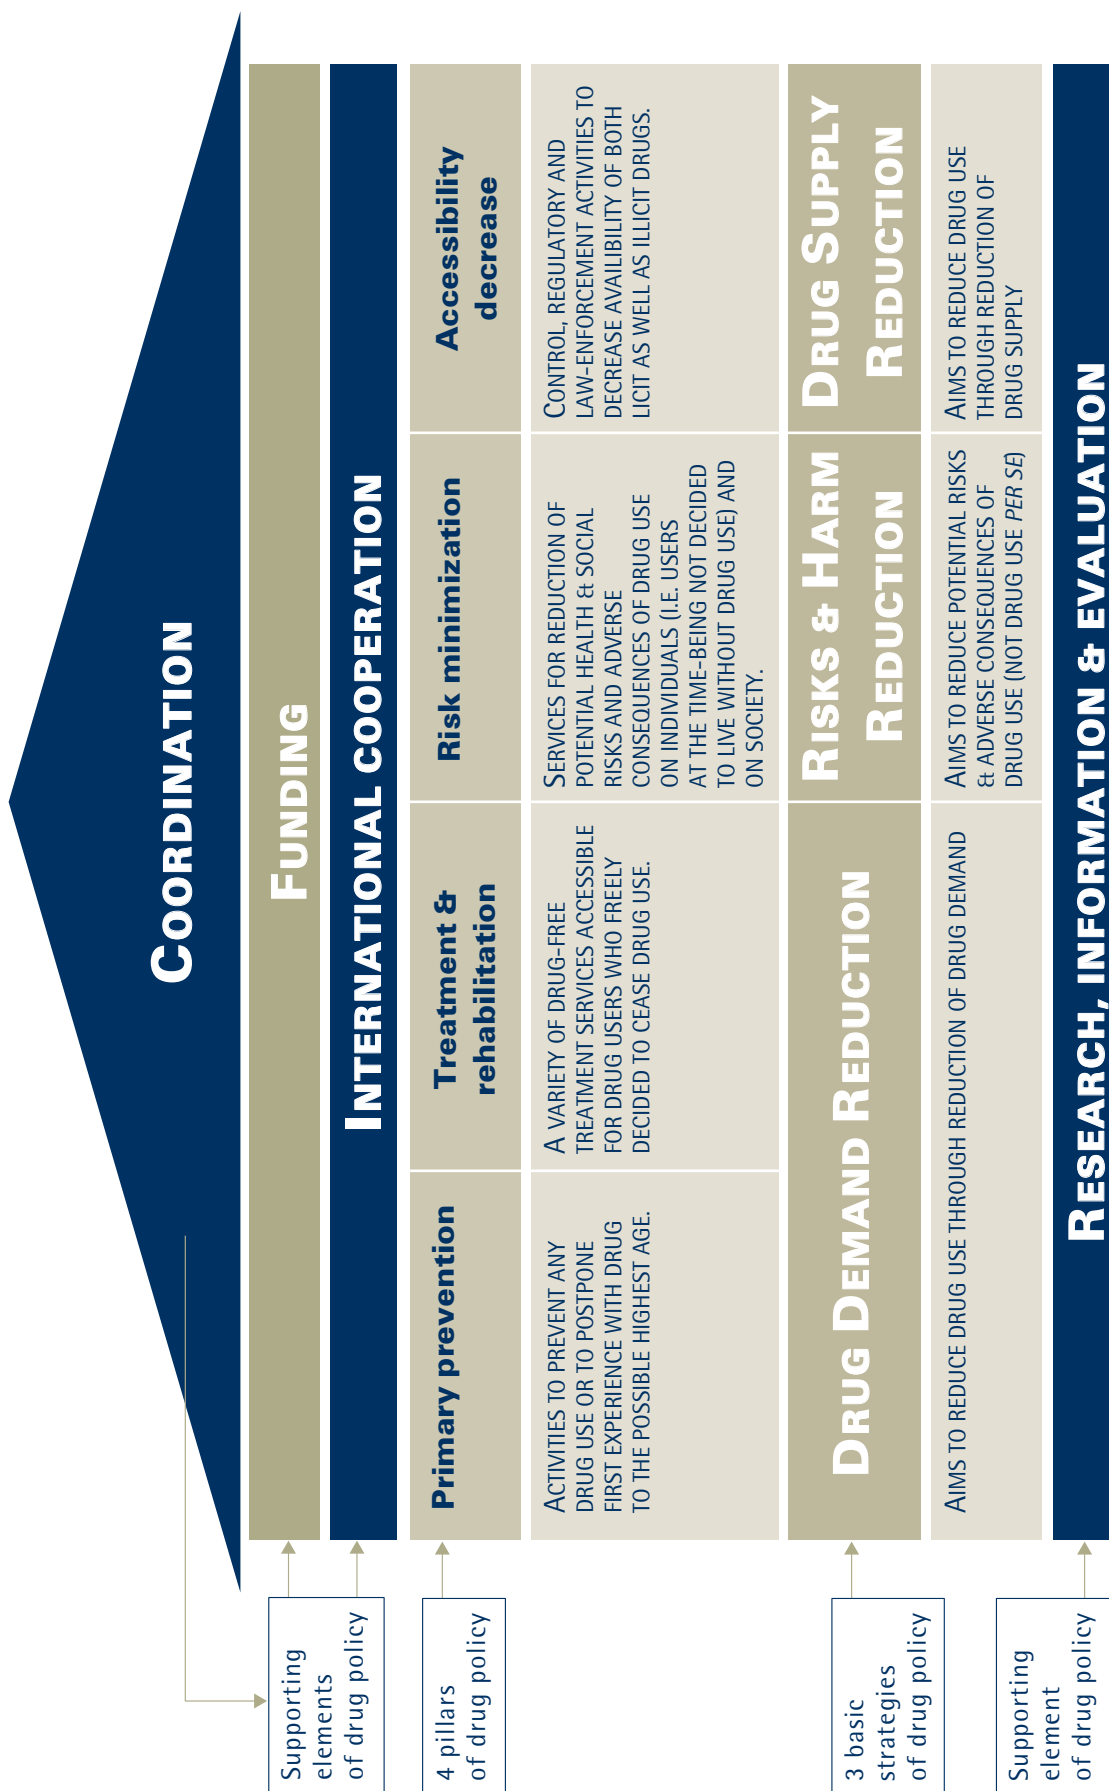 COORDINATION
FUNDING
INTERNATIONAL COOPERATION
Supporting
elements
of drug policy
4 pillars
of drug policy
Primary prevention
Treatment &
rehabilitation
Risk minimization
Accessibility
decrease
ACTIVITIES TO PREVENT ANY
DRUG USE OR TO POSTPONE
FIRST EXPERIENCE WITH DRUG
TO THE POSSIBLE HIGHEST AGE.
A VARIETY OF DRUG-FREE
TREATMENT SERVICES ACCESSIBLE
FOR DRUG USERS WHO FREELY
DECIDED TO CEASE DRUG USE.
SERVICES FOR REDUCTION OF
POTENTIAL HEALTH & SOCIAL
RISKS AND ADVERSE
CONSEQUENCES OF DRUG USE
ON INDIVIDUALS (I.E. USERS
AT THE TIME-BEING NOT DECIDED
TO LIVE WITHOUT DRUG USE) AND
ON SOCIETY.
CONTROL, REGULATORY AND
LAW-ENFORCEMENT ACTIVITIES TO
DECREASE AVAILIBILITY OF BOTH
LICIT AS WELL AS ILLICIT DRUGS.
3 basic
strategies
of drug policy
DRUG DEMAND REDUCTION
RISKS & HARM
REDUCTION
DRUG SUPPLY
REDUCTION
AIMS TO REDUCE DRUG USE THROUGH REDUCTION OF DRUG DEMAND
AIMS TO REDUCE POTENTIAL RISKS
& ADVERSE CONSEQUENCES OF
DRUG USE (NOT DRUG USE PER SE)
AIMS TO REDUCE DRUG USE
THROUGH REDUCTION OF
DRUG SUPPLY
Supporting
element
of drug policy
RESEARCH, INFORMATION & EVALUATION